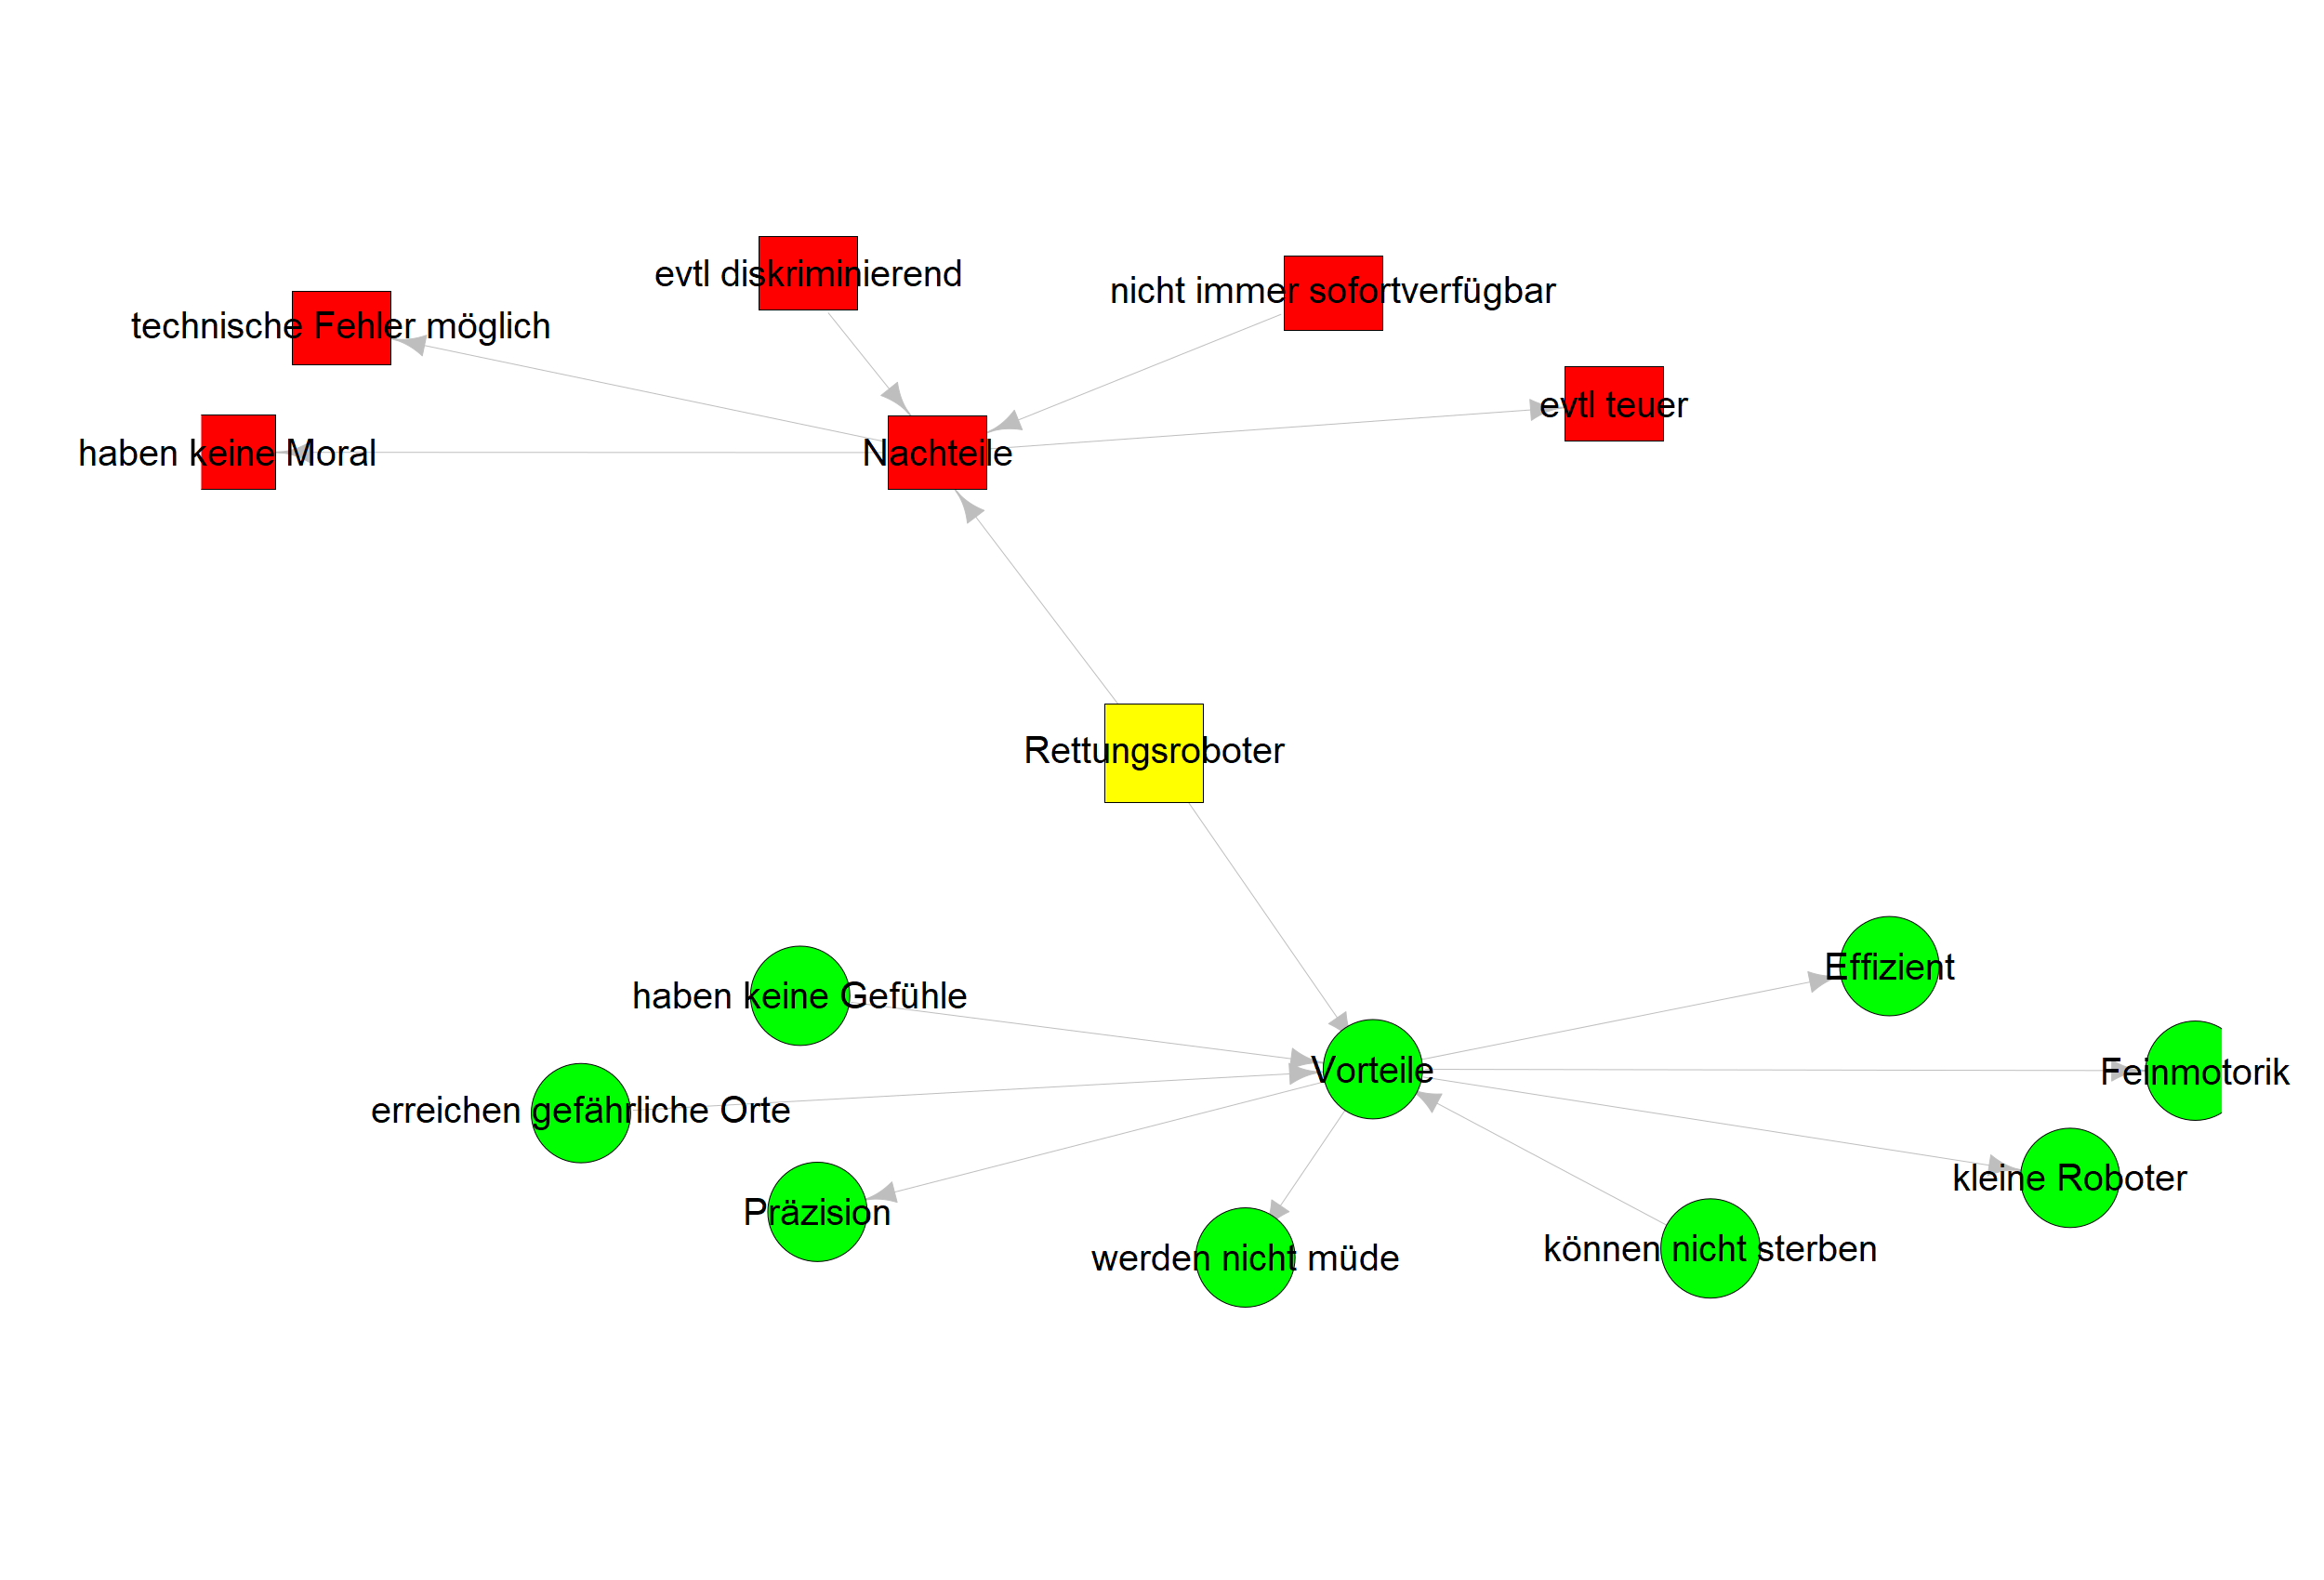 evtl diskriminierend
nicht immer sofortverfügbar
technische Fehler möglich
evtl teuer
haben keine Moral
Nachteile
Rettungsroboter
Effizient
haben keine Gefühle
Vorteile
Feinmotorik
erreichen gefährliche Orte
kleine Roboter
Präzision
können nicht sterben
werden nicht müde